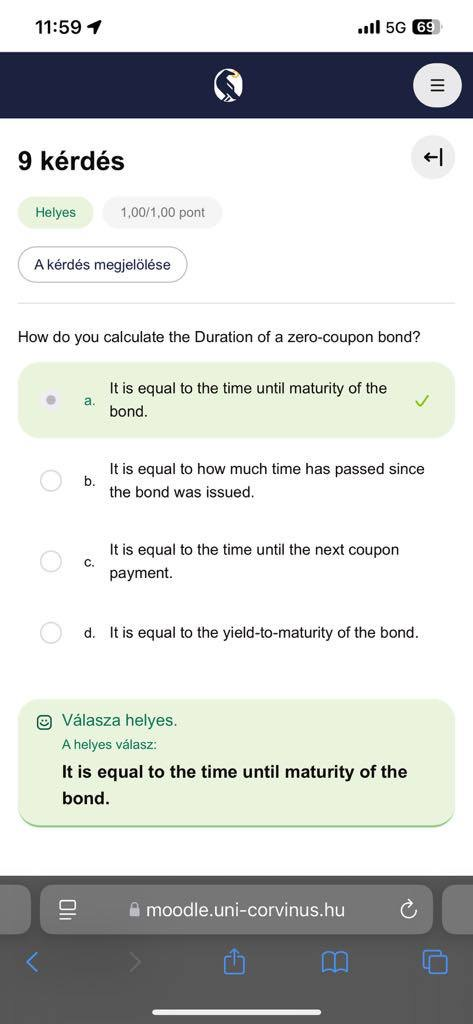 11:59
5G 69
9 kérdés
Helyes
1,00/1,00 pont
A kérdés megjelölése
How do you calculate the Duration of a zero-coupon bond?
a. It is equal to the time until maturity of the
bond.
b. It is equal to how much time has passed since
the bond was issued.
c. It is equal to the time until the next coupon
payment.
d. It is equal to the yield-to-maturity of the bond.
Válasza helyes.
A helyes válasz:
It is equal to the time until maturity of the
bond.
moodle.uni-corvinus.hu